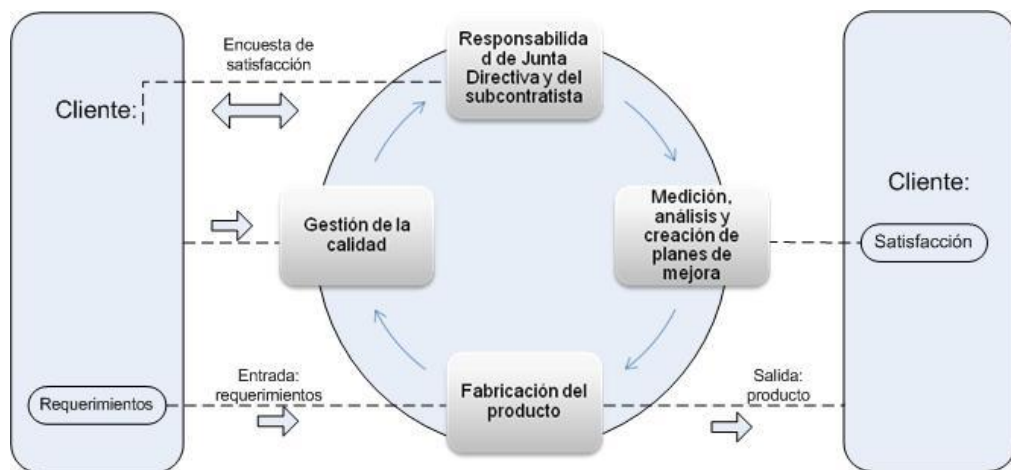 Encuesta de
satisfacción
Cliente:
Responsabilida
d de Junta
Directiva y del
subcontratista
Gestión de la
calidad
Medición,
análisis y
creación de
planes de
mejora
Cliente:
Satisfacción
Requerimientos
Entrada:
requerimientos
Fabricación del
producto
Salida:
producto